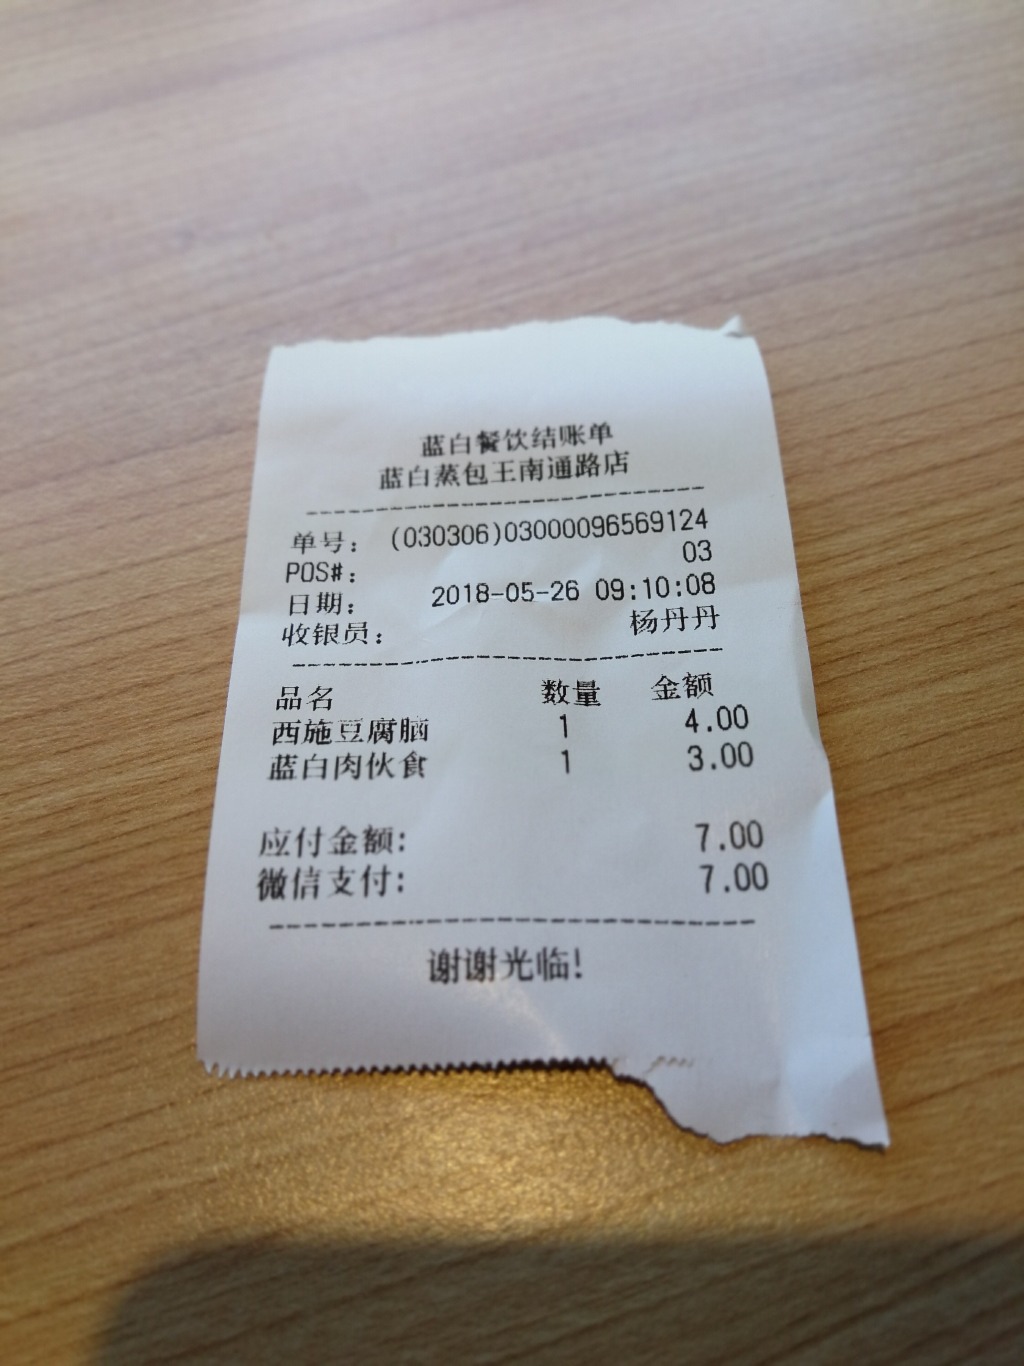 蓝白餐饮结账单
蓝白蒸包王南通路店
单号： (030306)03000096569124
POS#： 03
日期： 2018-05-26 09:10:08
收银员： 杨丹丹
品名 数量 金额
西施豆腐脑 1 4.00
蓝白肉伙食 1 3.00
应付金额: 7.00
微信支付: 7.00
谢谢光临!